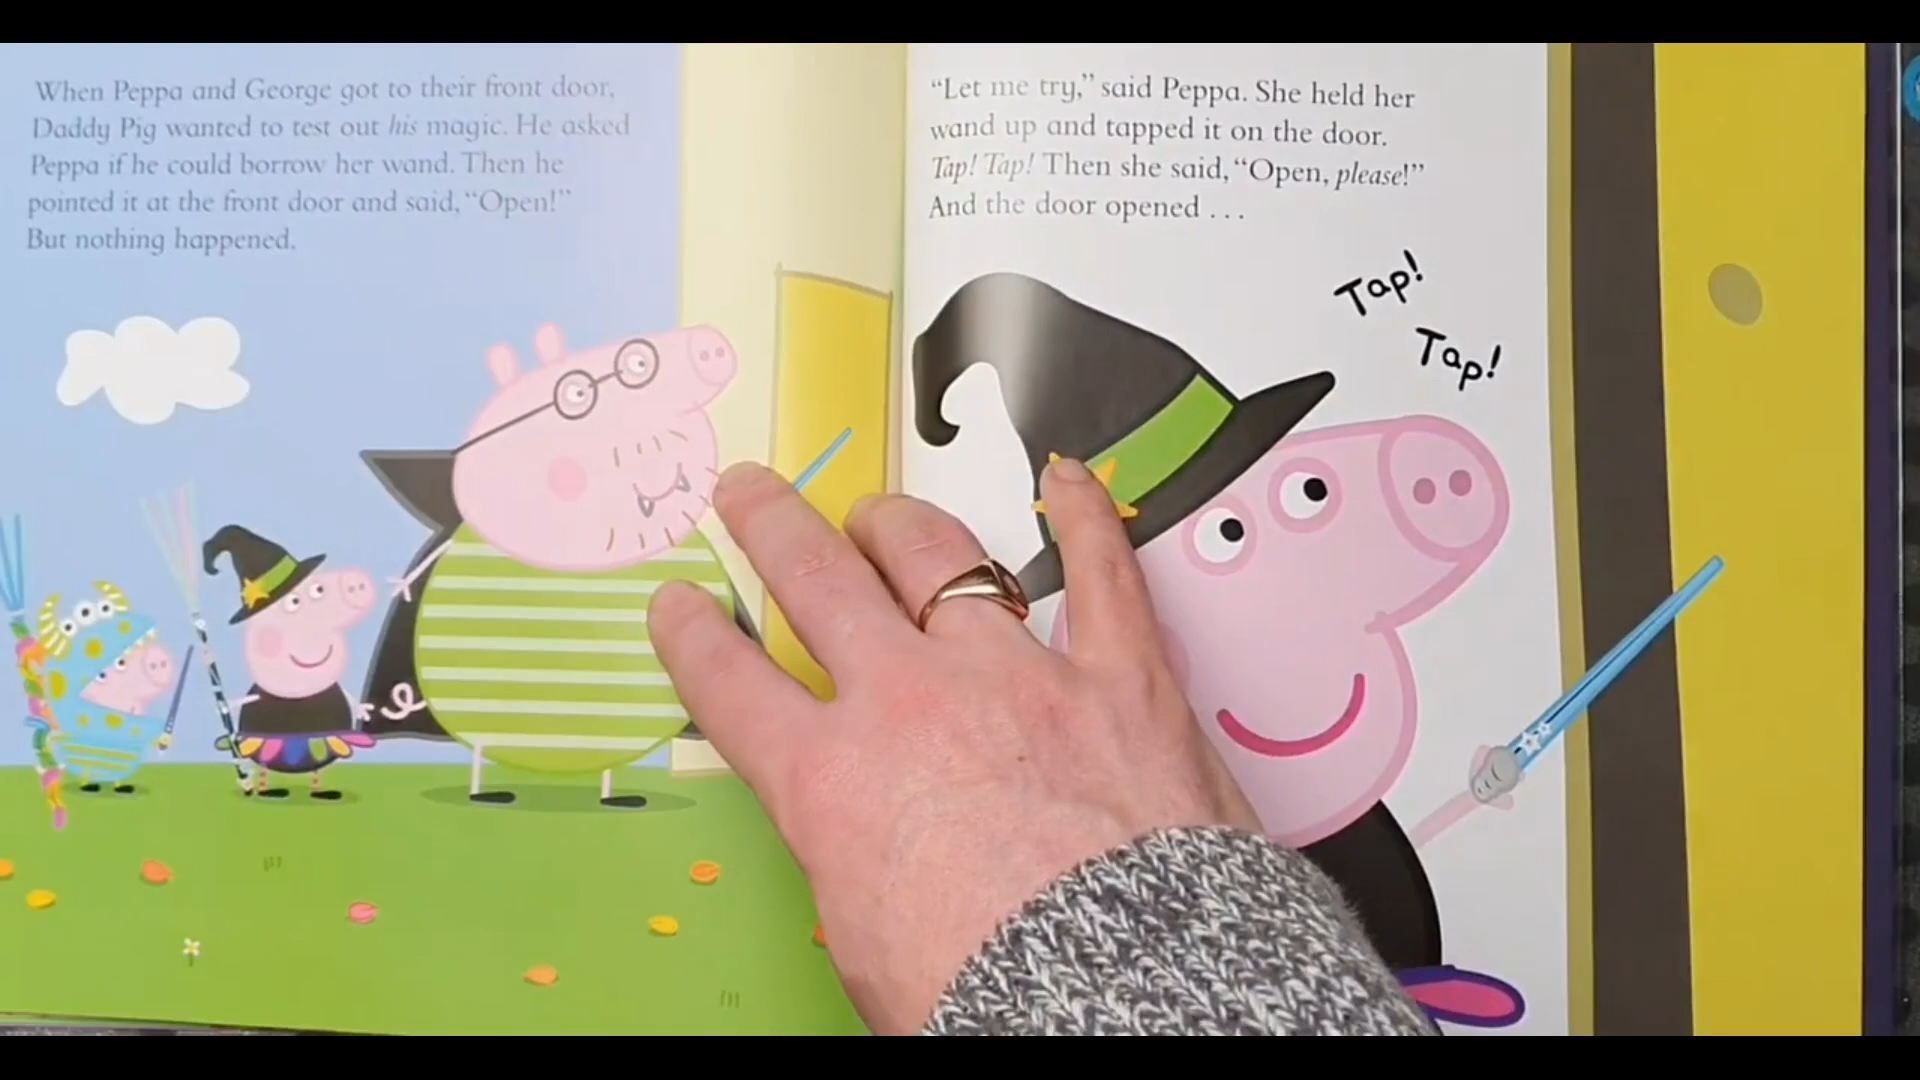 When Peppa and George got to their front door,
Daddy Pig wanted to test out his magic. He asked
Peppa if he could borrow her wand. Then he
pointed it at the front door and said, “Open!”
But nothing happened.
“Let me try,” said Peppa. She held her
wand up and tapped it on the door.
Tap! Tap! Then she said, “Open, please!”
And the door opened . . .
Tap!
Tap!